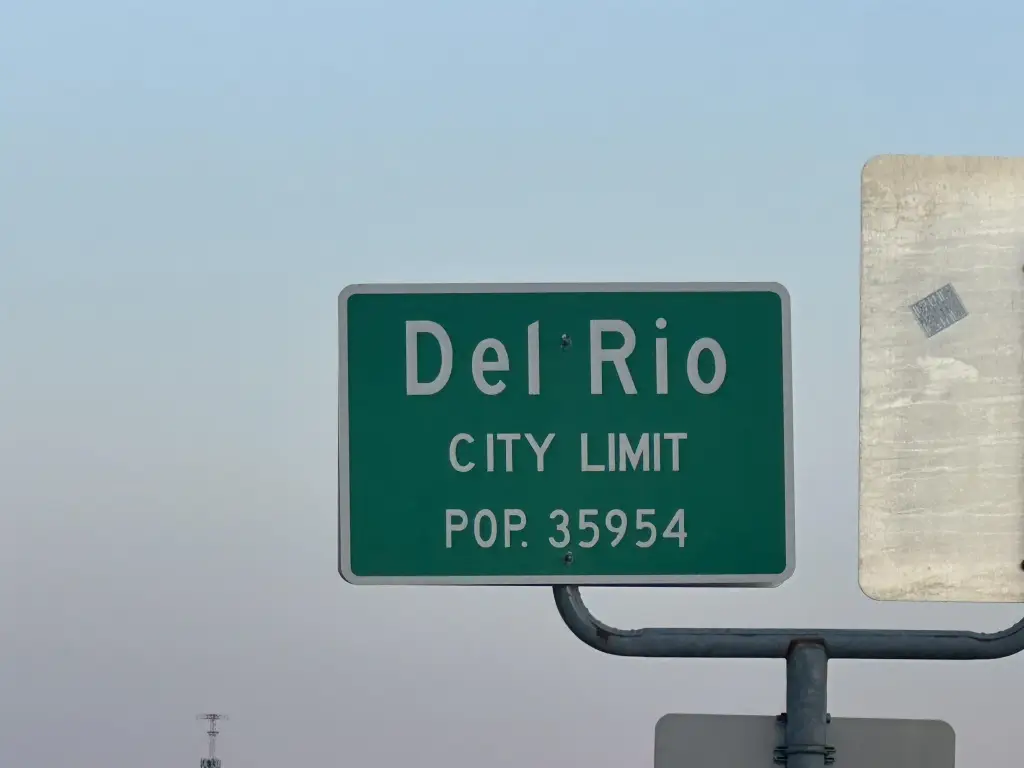 Del Rio
CITY LIMIT
POP. 35954